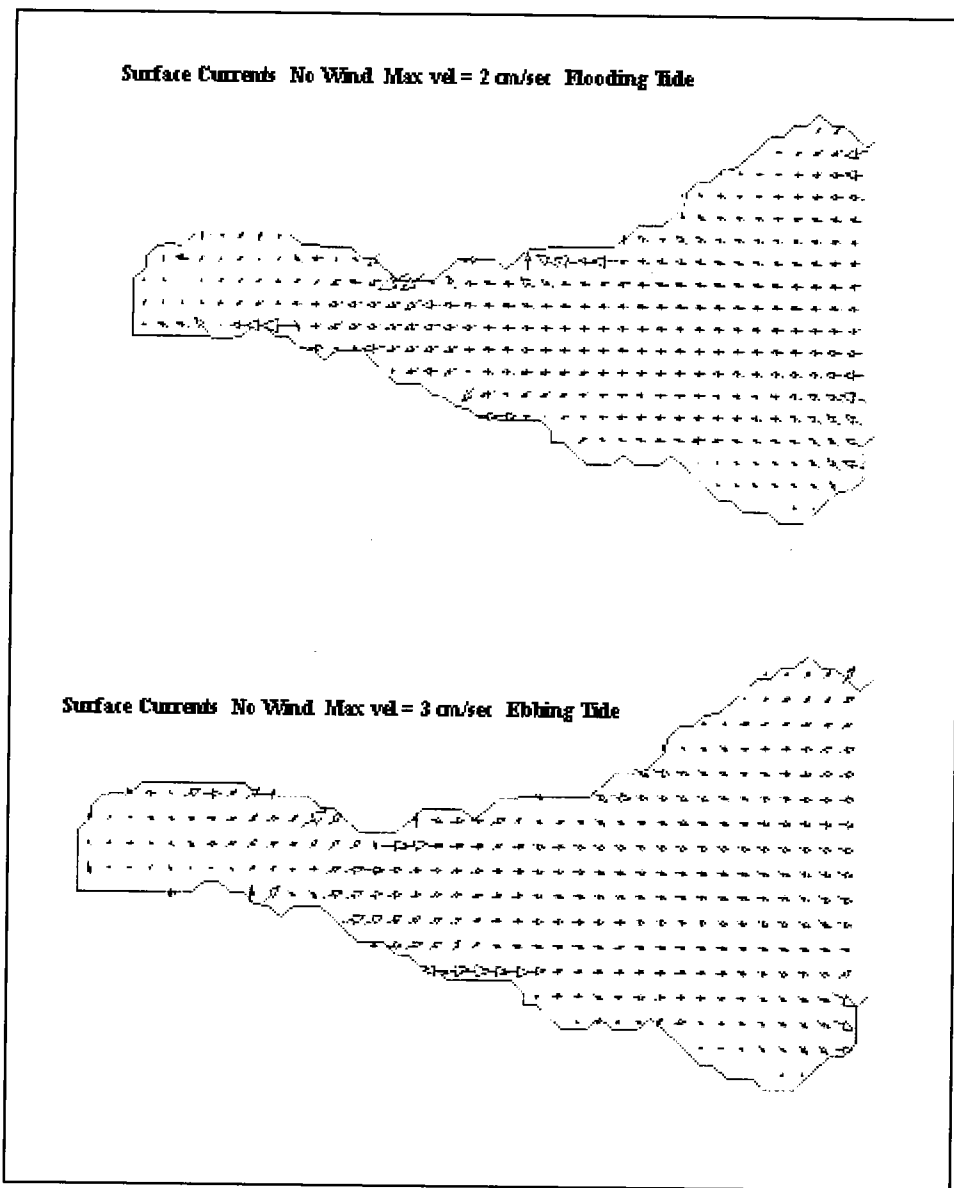 Surface Currents No Wind Max vel = 2 cm/sec Flooding Tide
Surface Currents No Wind Max vel = 3 cm/sec Ebbing Tide